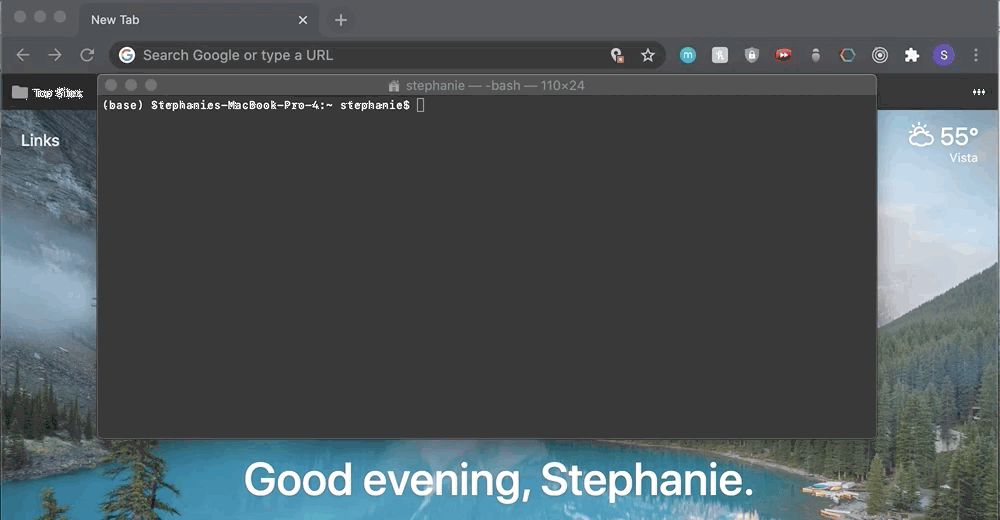 New Tab
Search Google or type a URL
m
S
Top Sites
stephanie — -bash — 110×24
(base) Stephanies-MacBook-Pro-4:~ stephanie$
Links
55°
Vista
Good evening, Stephanie.